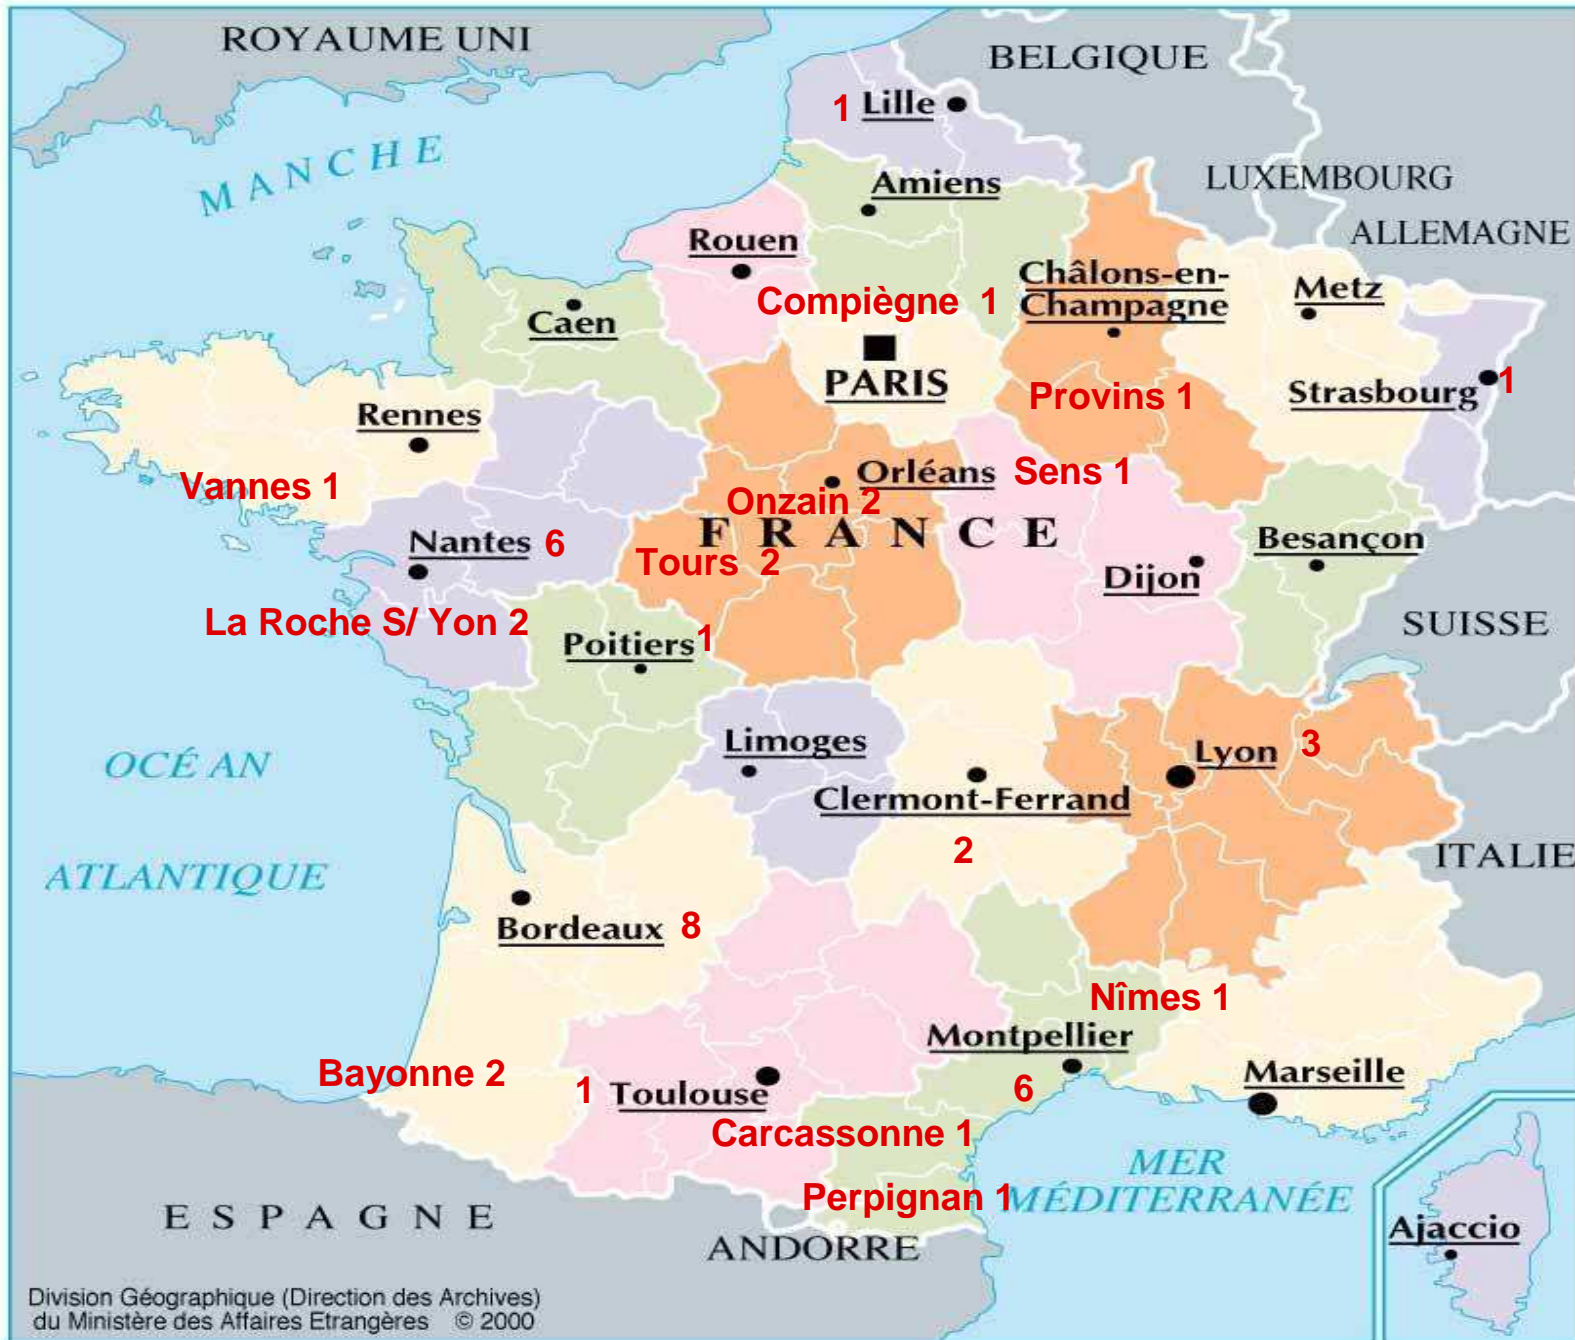 ROYAUME UNI
BELGIQUE
1 Lille
MANCHE
Amiens
LUXEMBOURG
ALLEMAGNE
Rouen
Châlons-en-
Champagne
Metz
Compiègne 1
Caen
PARIS
Provins 1
Strasbourg 1
Rennes
Vannes 1
Orléans
Sens 1
Onzain 2
FRANCE
Nantes 6
Besançon
Tours 2
Dijon
La Roche S/ Yon 2
SUISSE
Poitiers 1
Limoges
Lyon 3
OCÉ AN
ATLANTIQUE
Clermont-Ferrand
2
ITALIE
Bordeaux 8
Nîmes 1
Montpellier
6
Bayonne 2
1 Toulouse
Marseille
Carcassonne 1
MER
MÉDITERRANÉE
Perpignan 1
ESPAGNE
ANDORRE
Ajaccio
Division Géographique (Direction des Archives)
du Ministère des Affaires Etrangères © 2000